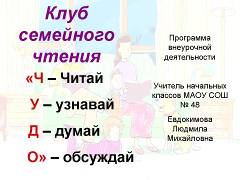 Клуб
семейного
чтения
«Ч – Читай
У – узнавай
Д – думай
О» – обсуждай
Программа
внеурочной
деятельности
Учитель начальных
классов МАОУ СОШ
№ 48
Евдокимова
Людмила
Михайловна